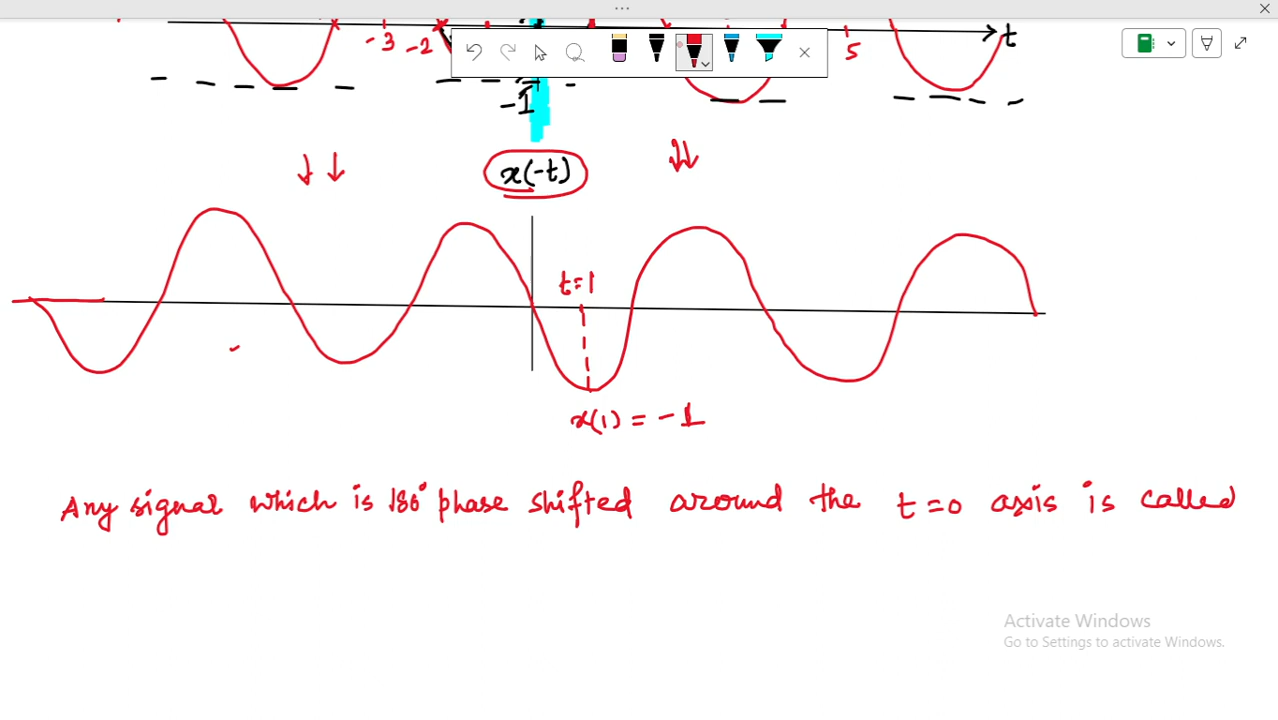 -3 -2 5 t
-1
x(-t)
t=1
x(1) = -1
Any signal which is 180° phase shifted around the t=0 axis is called
Activate Windows
Go to Settings to activate Windows.